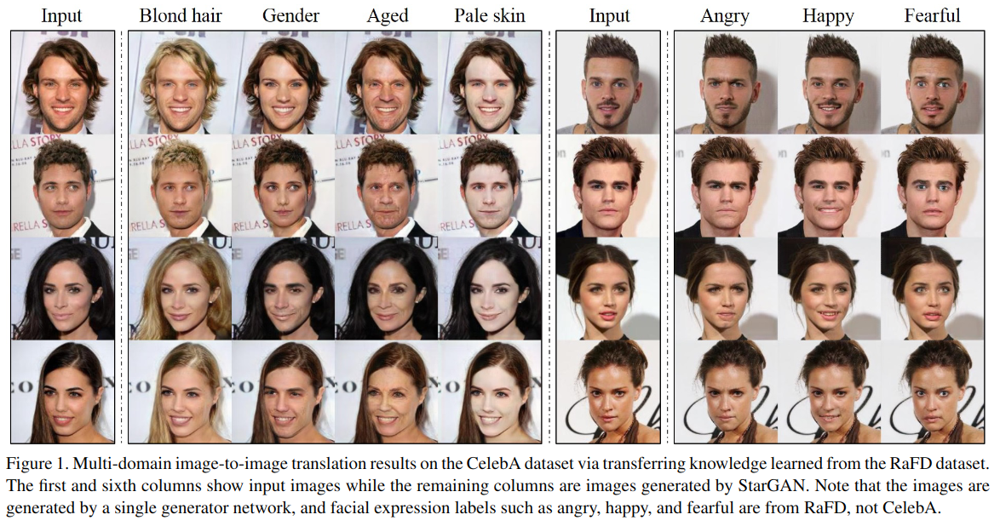 Input Blond hair Gender Aged Pale skin Input Angry Happy Fearful
Figure 1. Multi-domain image-to-image translation results on the CelebA dataset via transferring knowledge learned from the RaFD dataset.
The first and sixth columns show input images while the remaining columns are images generated by StarGAN. Note that the images are
generated by a single generator network, and facial expression labels such as angry, happy, and fearful are from RaFD, not CelebA.